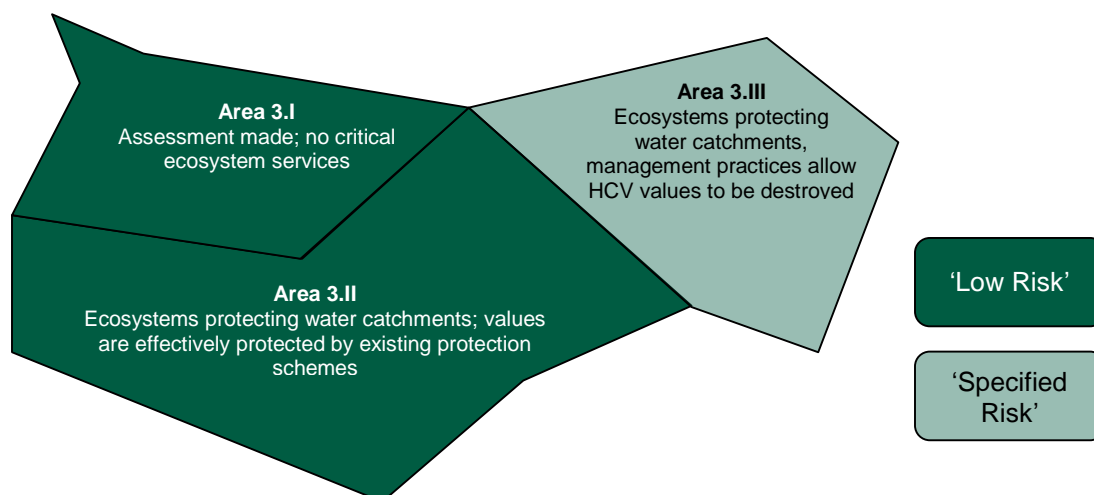 Area 3.I
Assessment made; no critical
ecosystem services
Area 3.III
Ecosystems protecting
water catchments,
management practices allow
HCV values to be destroyed
Area 3.II
Ecosystems protecting water catchments; values
are effectively protected by existing protection
schemes
‘Low Risk’
‘Specified
Risk’